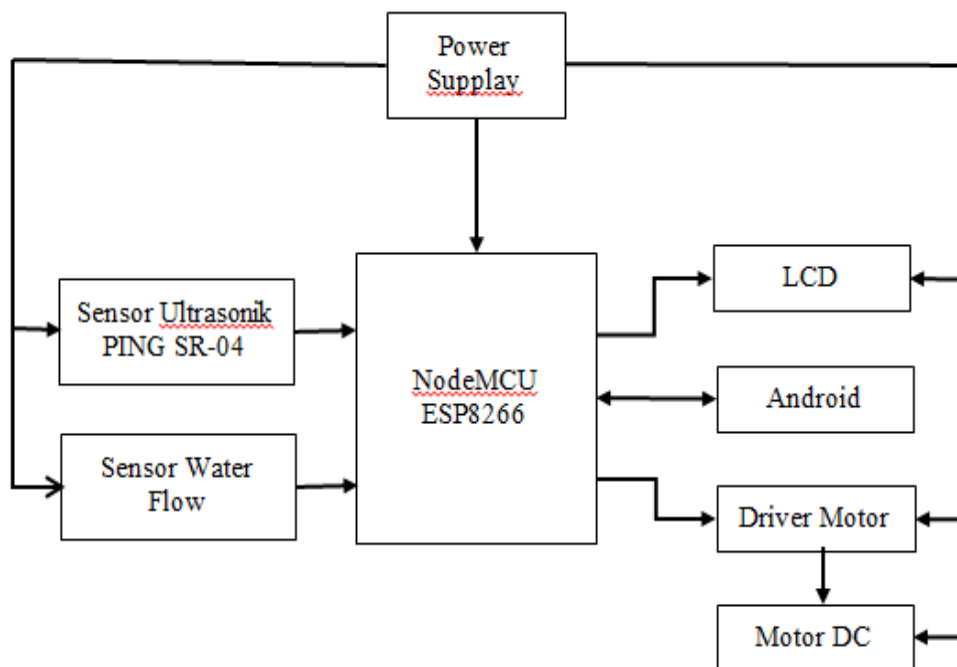 Power
Supplay
LCD
Sensor Ultrasonik
PING SR-04
NodeMCU
ESP8266
Android
Sensor Water
Flow
Driver Motor
Motor DC